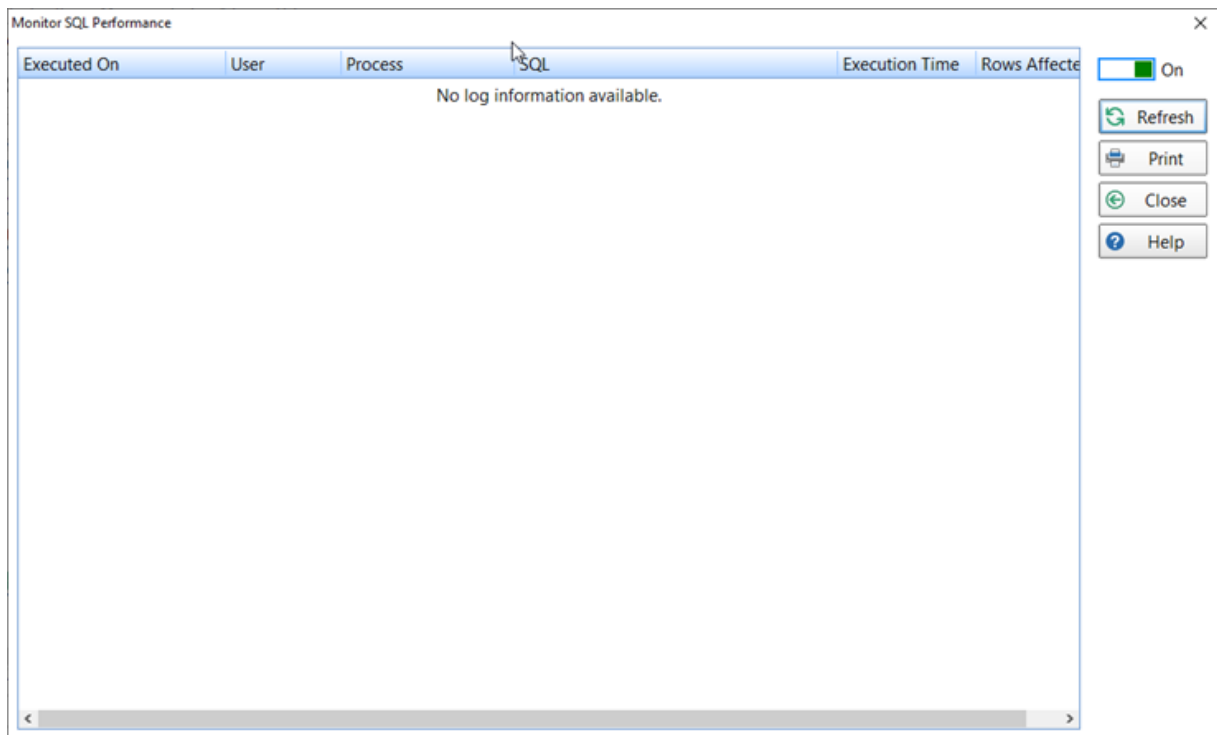 Monitor SQL Performance
Executed On User Process SQL Execution Time Rows Affecte
On
No log information available.
Refresh
Print
Close
Help